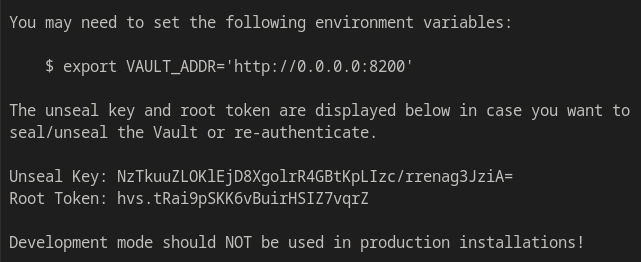 You may need to set the following environment variables:
$ export VAULT_ADDR='http://0.0.0.0:8200'
The unseal key and root token are displayed below in case you want to
seal/unseal the Vault or re-authenticate.
Unseal Key: NzTkuuZLOKlEjD8XgolrR4GBtKpLIzc/rrenag3JziA=
Root Token: hvs.tRai9pSKK6vBuirHSIZ7vqrZ
Development mode should NOT be used in production installations!